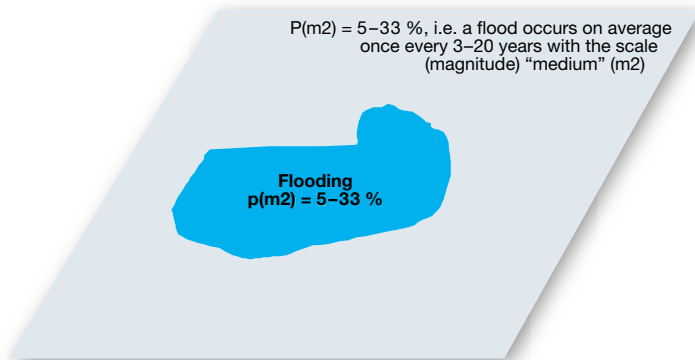 P(m2) = 5–33 %, i.e. a flood occurs on average
once every 3–20 years with the scale
(magnitude) “medium” (m2)
Flooding
p(m2) = 5–33 %